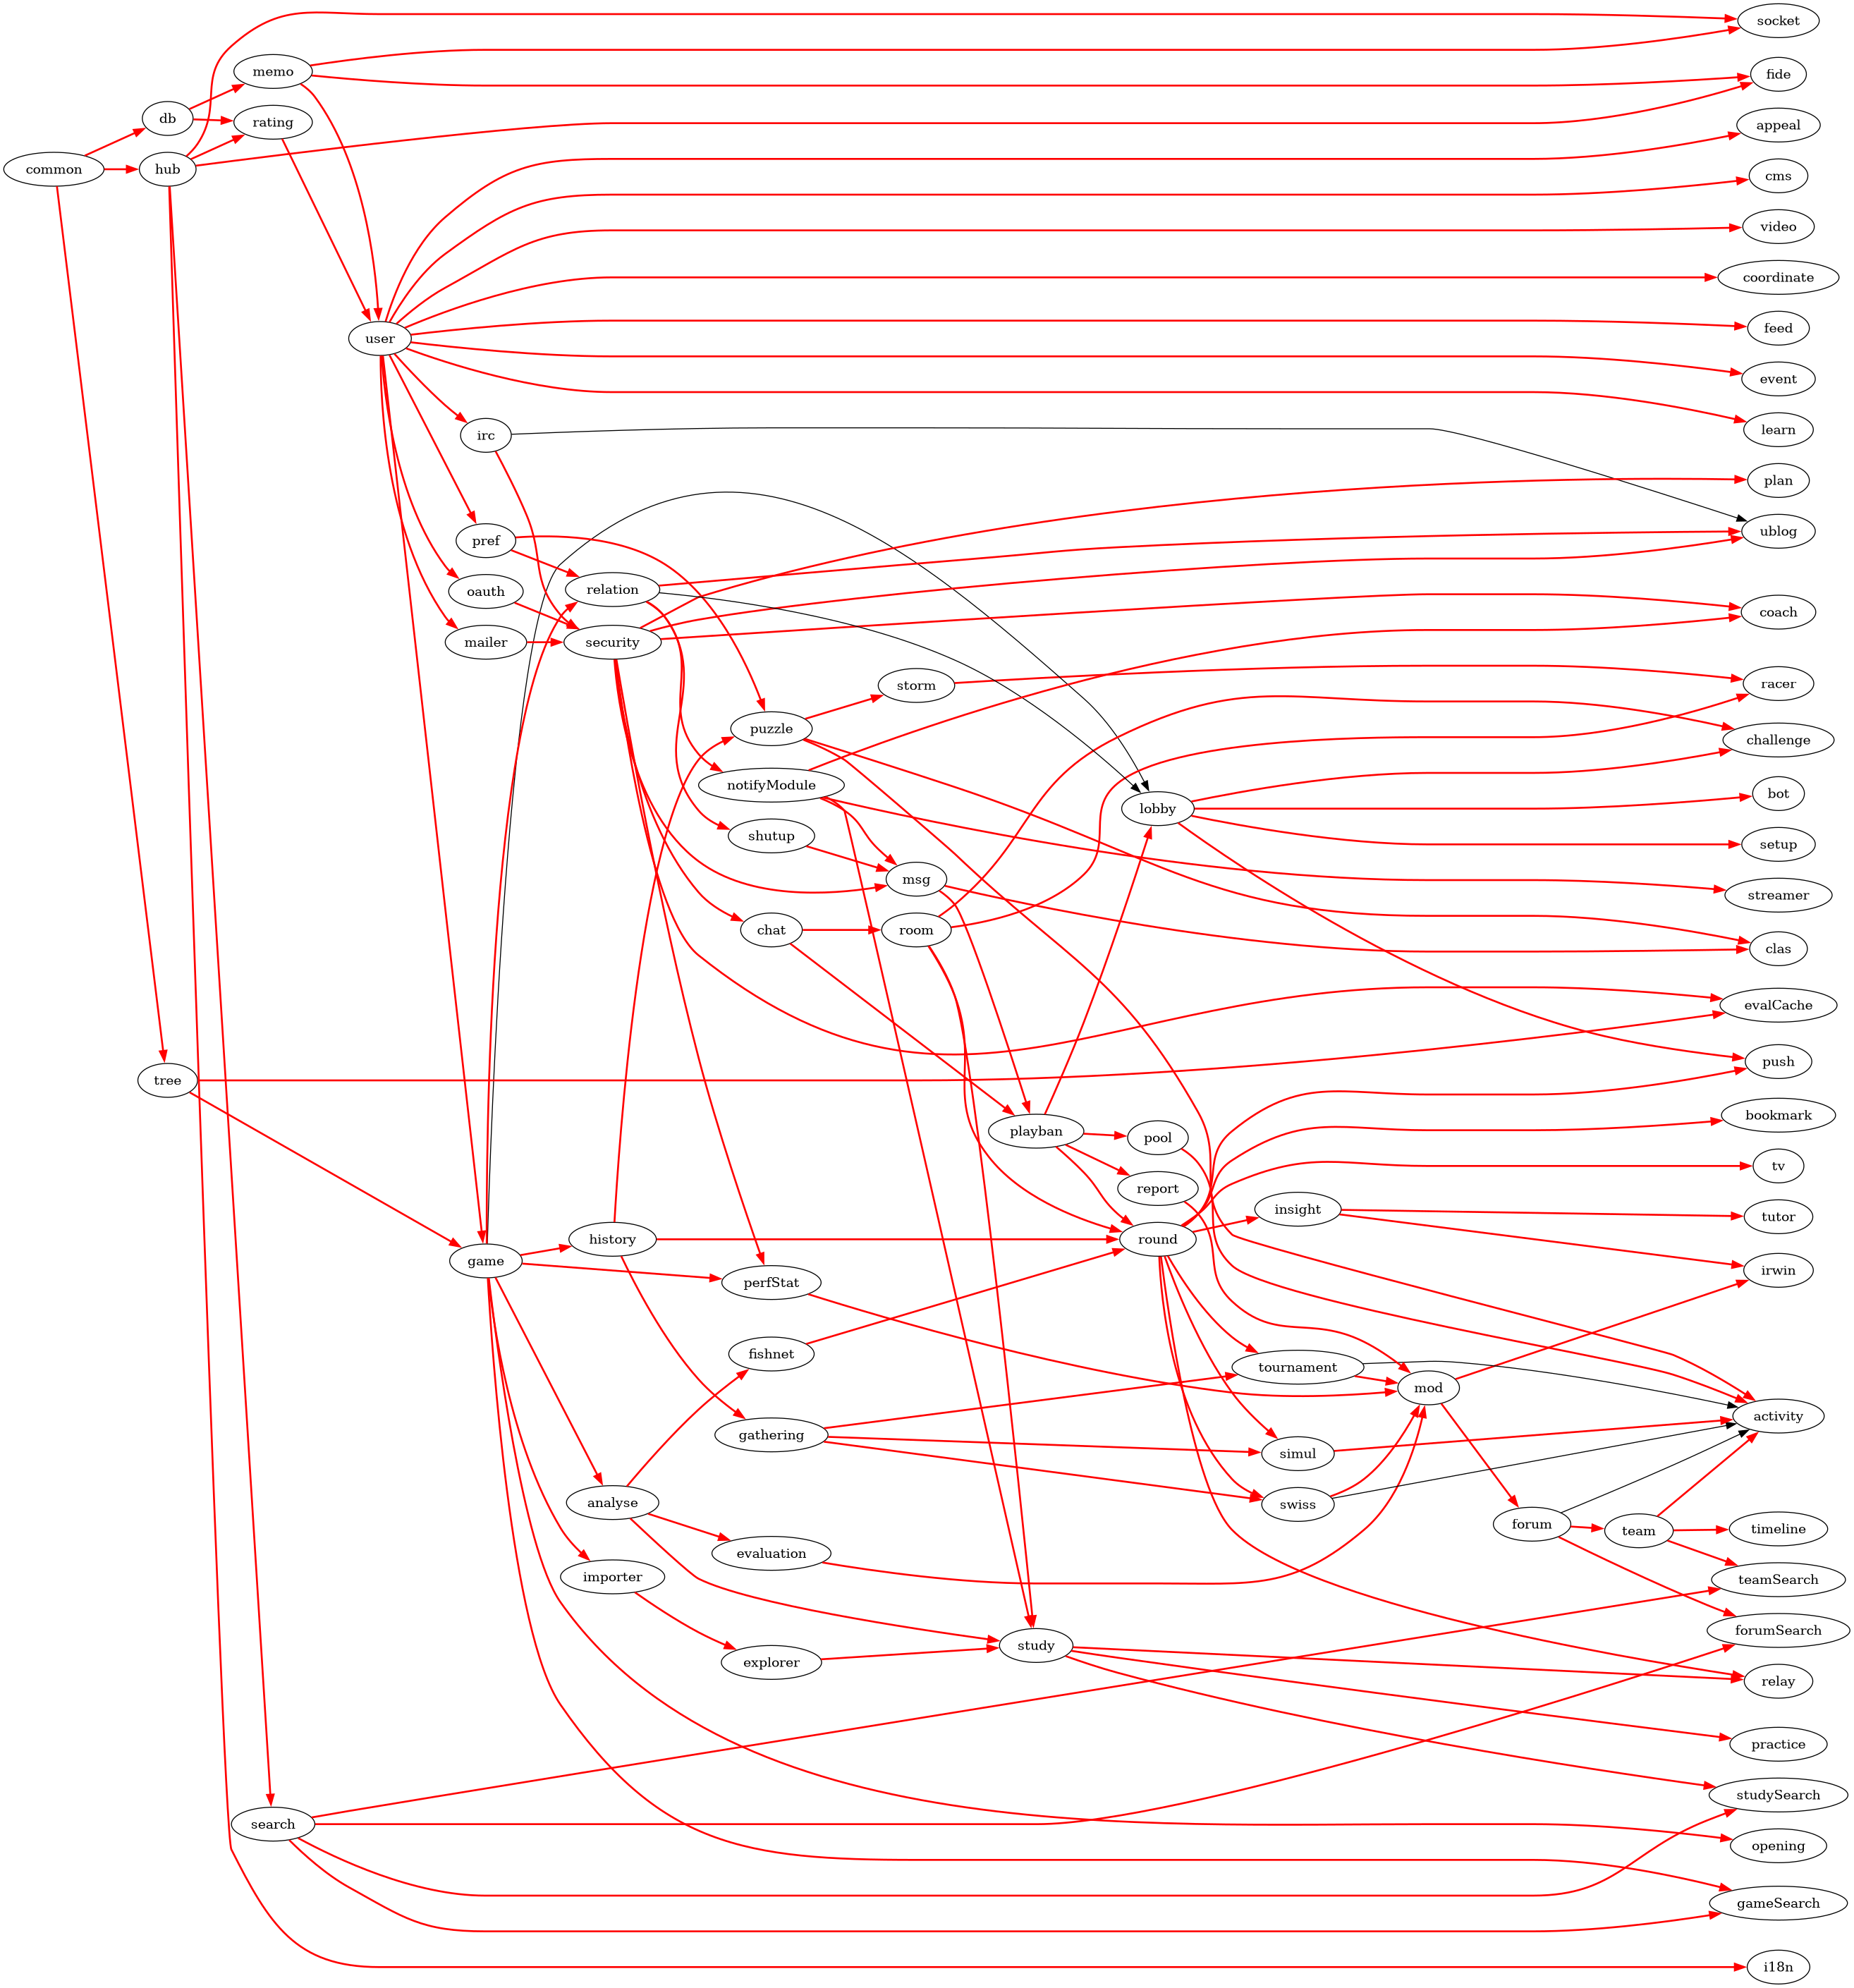 socket
memo
fide
db
rating
appeal
common
hub
cms
video
coordinate
feed
user
event
learn
irc
plan
ublog
pref
oauth
relation
coach
mailer
security
storm
racer
puzzle
challenge
notifyModule
bot
lobby
shutup
setup
msg
streamer
chat
room
clas
evalCache
push
tree
bookmark
playban
pool
tv
report
insight
tutor
history
round
game
irwin
perfStat
fishnet
tournament
mod
activity
gathering
simul
analyse
swiss
forum
team
timeline
evaluation
importer
teamSearch
forumSearch
study
explorer
relay
practice
studySearch
search
opening
gameSearch
i18n